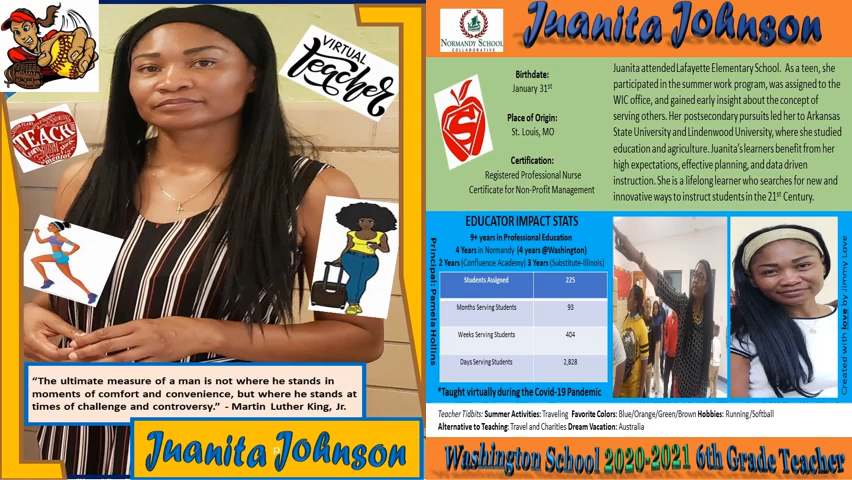 VIRTUAL
teacher
TEACH
"The ultimate measure of a man is not where he stands in
moments of comfort and convenience, but where he stands at
times of challenge and controversy." - Martin Luther King, Jr.
Juanita Johnson
NORMANDY SCHOOL
COLLABORATIVE
Juanita Johnson
S
Birthdate:
January 31st
Place of Origin:
St. Louis, MO
Certification:
Registered Professional Nurse
Certificate for Non-Profit Management
Juanita attended Lafayette Elementary School. As a teen, she
participated in the summer work program, was assigned to the
WIC office, and gained early insight about the concept of
serving others. Her postsecondary pursuits led her to Arkansas
State University and Lindenwood University, where she studied
education and agriculture. Juanita's learners benefit from her
high expectations, effective planning, and data driven
instruction. She is a lifelong learner who searches for new and
innovative ways to instruct students in the 21st Century.
Principal: Pamela Hollins
EDUCATOR IMPACT STATS
9+ years in Professional Education
4 Years in Normandy (4 years @Washington)
2 Years (Confluence Academy) 3 Years (Substitute-Illinois)
Students Assigned 225
Months Serving Students 93
Weeks Serving Students 404
Days Serving Students 2,828
*Taught virtually during the Covid-19 Pandemic
Created with love by Jimmy Love
Teacher Tidbits: Summer Activities: Traveling Favorite Colors: Blue/Orange/Green/Brown Hobbies: Running/Softball
Alternative to Teaching: Travel and Charities Dream Vacation: Australia
Washington School 2020-2021 6th Grade Teacher